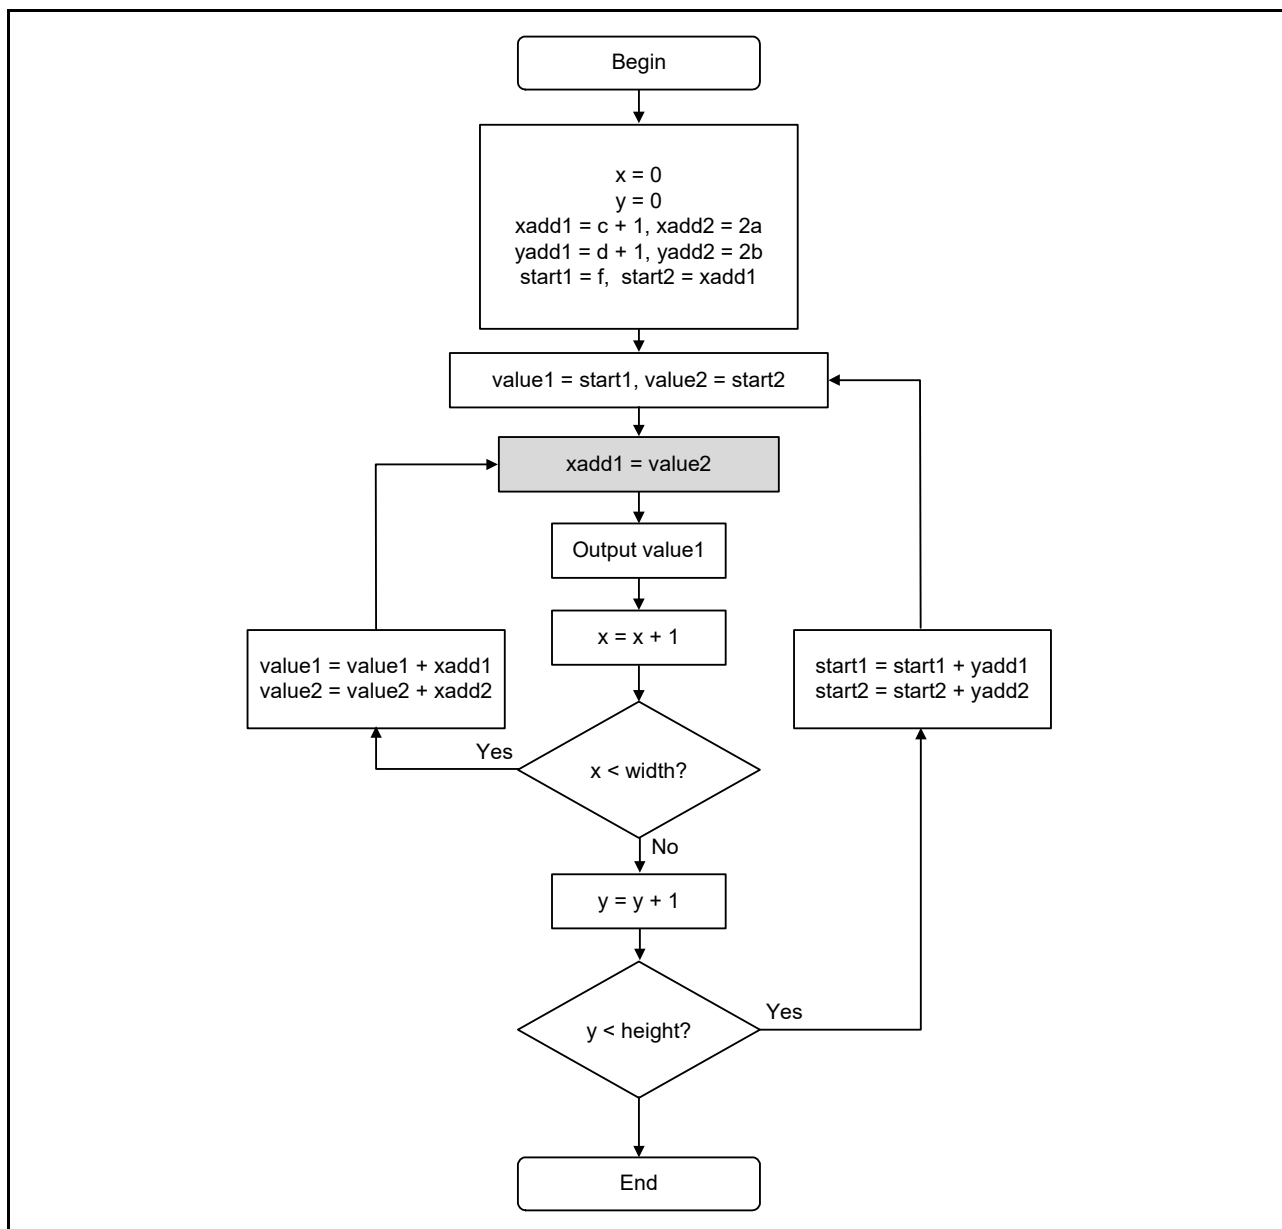 Begin
x = 0
y = 0
xadd1 = c + 1, xadd2 = 2a
yadd1 = d + 1, yadd2 = 2b
start1 = f,  start2 = xadd1
value1 = start1, value2 = start2
xadd1 = value2
Output value1
x = x + 1
value1 = value1 + xadd1
value2 = value2 + xadd2
start1 = start1 + yadd1
start2 = start2 + yadd2
Yes
x < width?
No
y = y + 1
Yes
y < height?
End